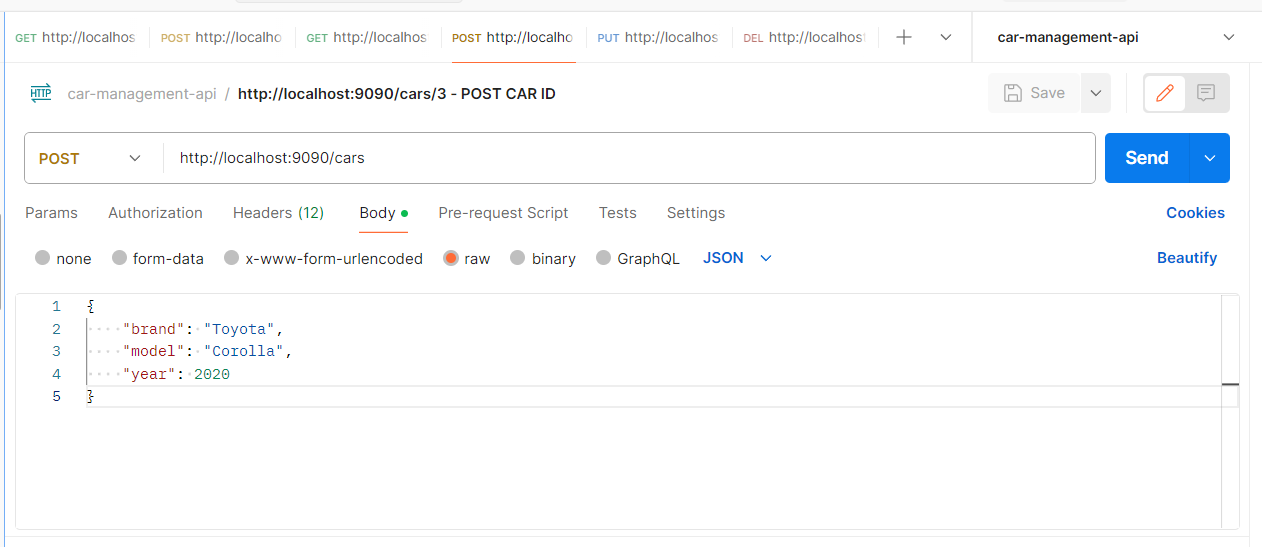 GET http://localhos POST http://localho GET http://localhos POST http://localho PUT http://localhos DEL http://localhost car-management-api
HTTP car-management-api / http://localhost:9090/cars/3 - POST CAR ID Save
POST http://localhost:9090/cars Send
Params Authorization Headers (12) Body Pre-request Script Tests Settings Cookies
none form-data x-www-form-urlencoded raw binary GraphQL JSON Beautify
1 {
2 "brand": "Toyota",
3 "model": "Corolla",
4 "year": 2020
5 }